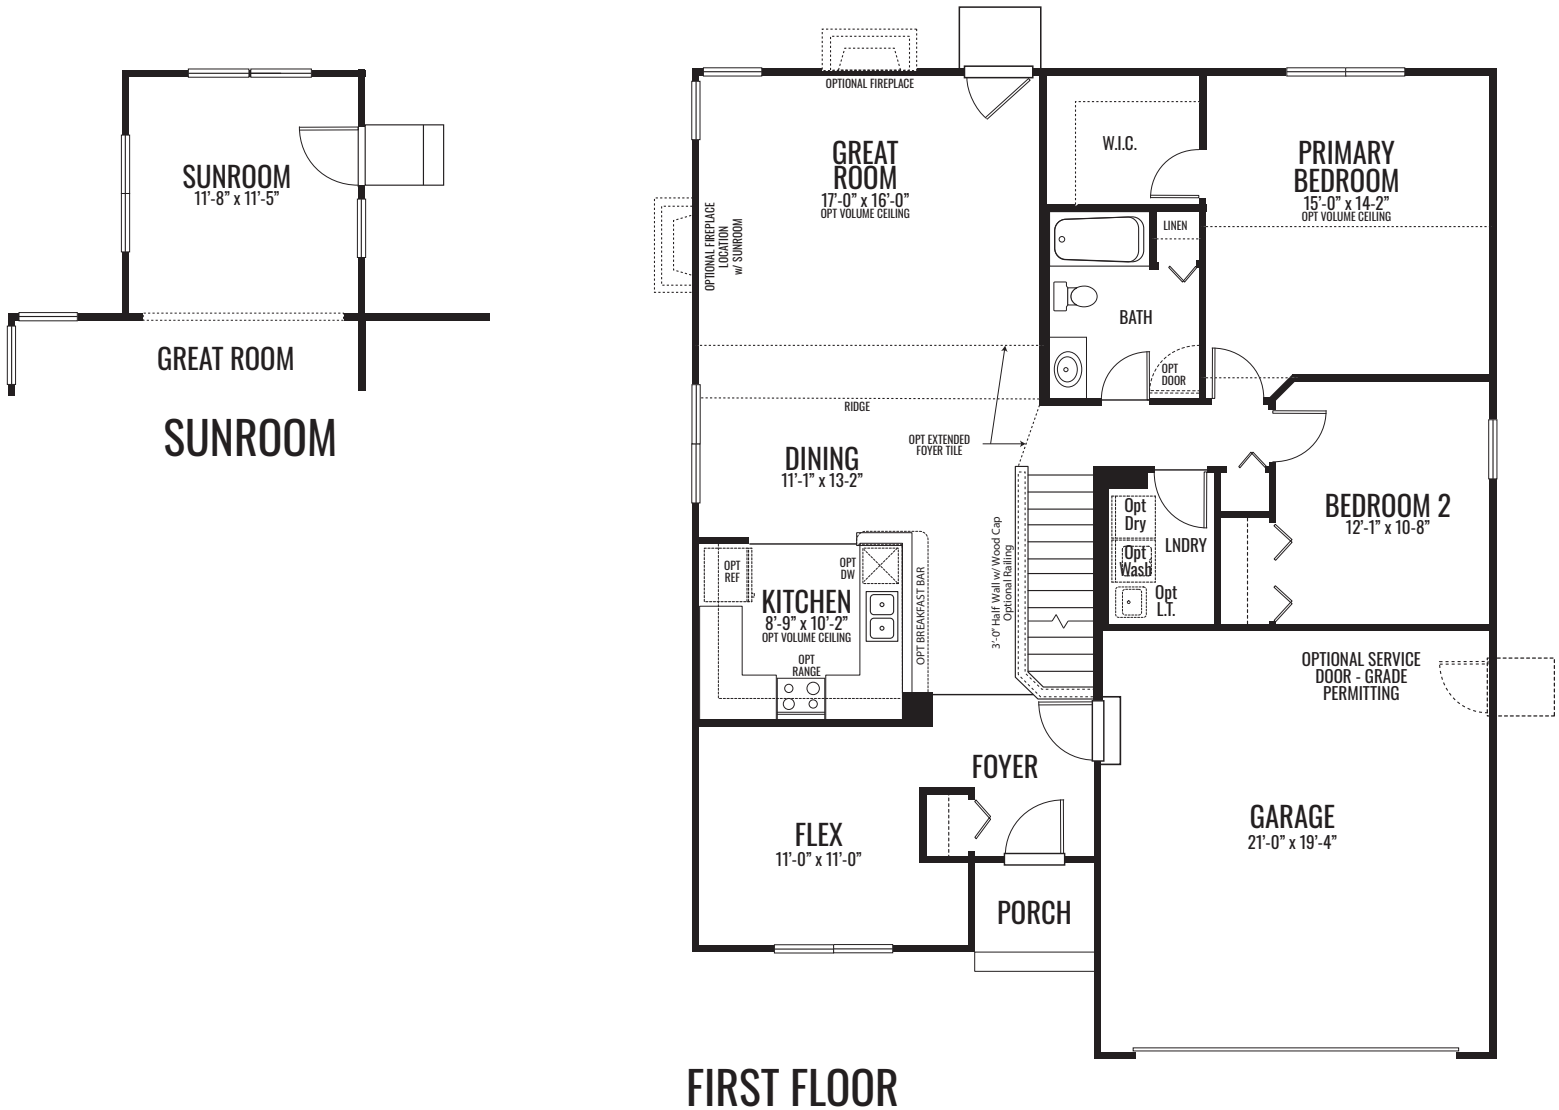 SUNROOM
11'-8” x 11'-5”
GREAT ROOM
SUNROOM
OPTIONAL FIREPLACE
GREAT
ROOM
17'-0” x 16'-0”
OPT VOLUME CEILING
OPTIONAL FIREPLACE
LOCATION
w/ SUNROOM
W.I.C.
PRIMARY
BEDROOM
15'-0” x 14-2”
OPT VOLUME CEILING
LINEN
BATH
OPT
DOOR
RIDGE
OPT EXTENDED
FOYER TILE
DINING
11'-1” x 13-2”
BEDROOM 2
12'-1” x 10-8”
Opt
Dry
LNDRY
Opt
Wash
Opt
L.T.
OPT
REF
OPT
DW
KITCHEN
8'-9” x 10'-2”
OPT VOLUME CEILING
OPT
RANGE
OPT BREAKFAST BAR
3'-0" Half Wall w/ Wood Cap
Optional Railing
OPTIONAL SERVICE
DOOR - GRADE
PERMITTING
FOYER
FLEX
11'-0” x 11'-0”
GARAGE
21'-0” x 19'-4”
PORCH
FIRST FLOOR